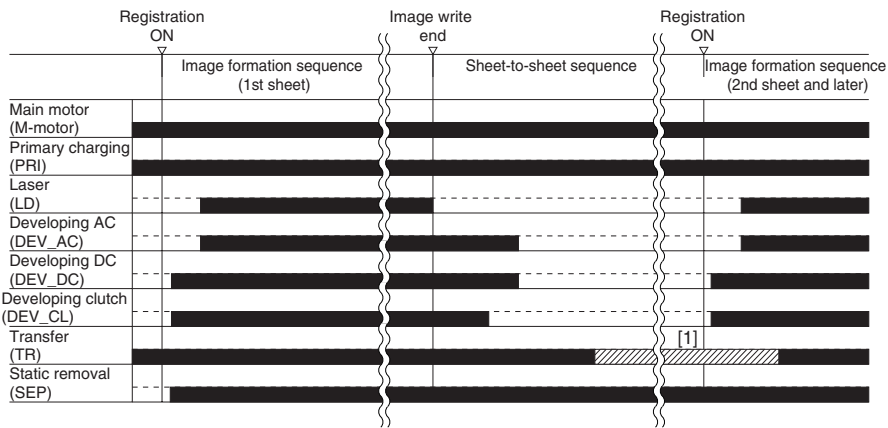 Registration
ON
Image write
end
Registration
ON
Image formation sequence
(1st sheet)
Sheet-to-sheet sequence
Image formation sequence
(2nd sheet and later)
Main motor
(M-motor)
Primary charging
(PRI)
Laser
(LD)
Developing AC
(DEV_AC)
Developing DC
(DEV_DC)
Developing clutch
(DEV_CL)
Transfer
(TR)
[1]
Static removal
(SEP)